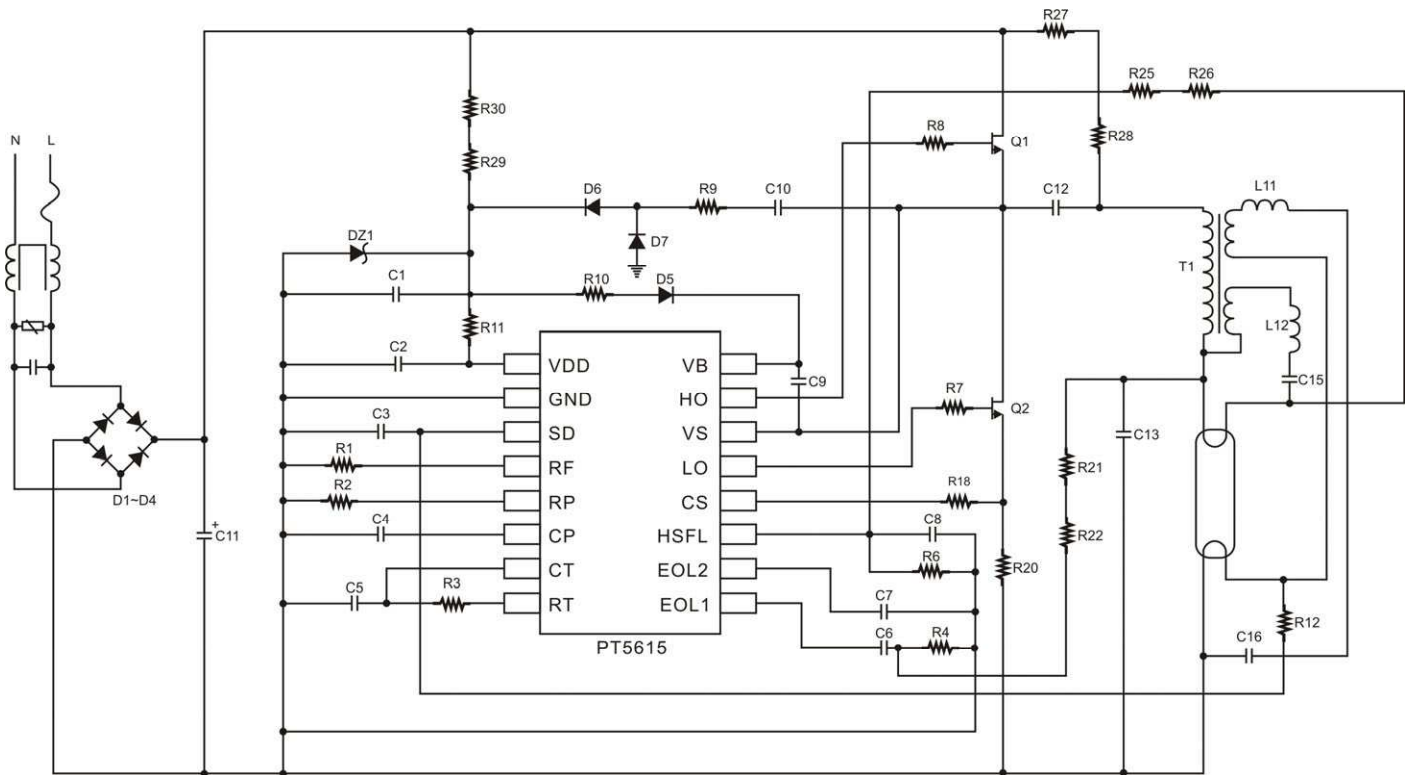 R27
R25 R26
R30
N L
R8
Q1
R28
R29
D6
R9
C10
C12
L11
DZ1
D7
T1
C1
R10
D5
L12
R11
C2
VDD
VB
C9
C15
GND
HO
R7
Q2
C3
SD
VS
C13
R1
RF
LO
R21
R2
RP
CS
R18
D1~D4
C4
CP
HSFL
C8
R22
+
C11
R6
R20
CT
EOL2
C5
R3
RT
EOL1
C7
C6
R4
R12
PT5615
C16